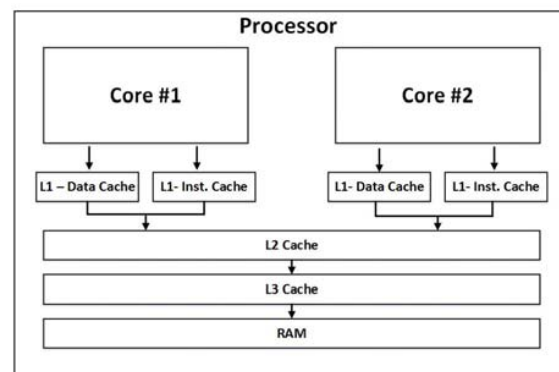 Processor
Core #1
Core #2
L1 – Data Cache
L1- Inst. Cache
L1- Data Cache
L1- Inst. Cache
L2 Cache
L3 Cache
RAM